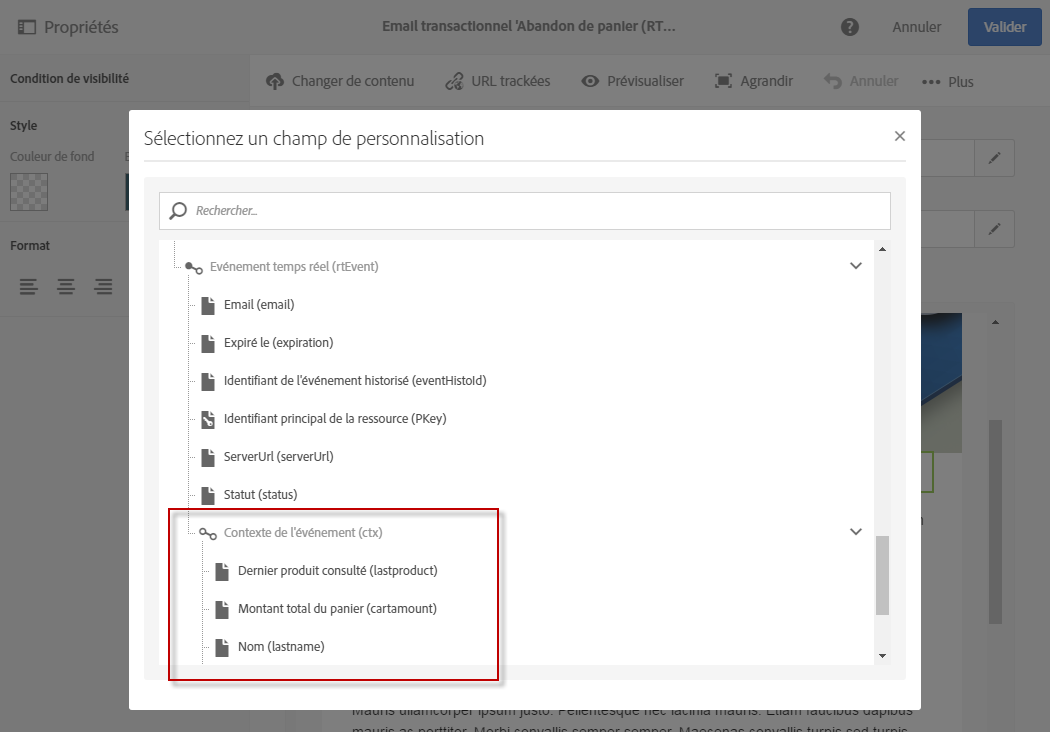 Propriétés
Email transactionnel 'Abandon de panier (RT...
Annuler
Valider
Condition de visibilité
Changer de contenu
URL trackées
Prévisualiser
Agrandir
Annuler
Plus
Style
Couleur de fond
Format
Sélectionnez un champ de personnalisation
Rechercher...
Evénement temps réel (rtEvent)
Email (email)
Expiré le (expiration)
Identifiant de l'événement historisé (eventHistoId)
Identifiant principal de la ressource (PKey)
ServerUrl (serverUrl)
Statut (status)
Contexte de l'événement (ctx)
Dernier produit consulté (lastproduct)
Montant total du panier (cartamount)
Nom (lastname)
Mauris ullamcorper ipsum justo. Pellentesque nec lacinia mauris. Etiam faucibus dapibus
mauris ac porttitor. Morbi convallis semper semper. Maecenas convallis turpis sed turpis